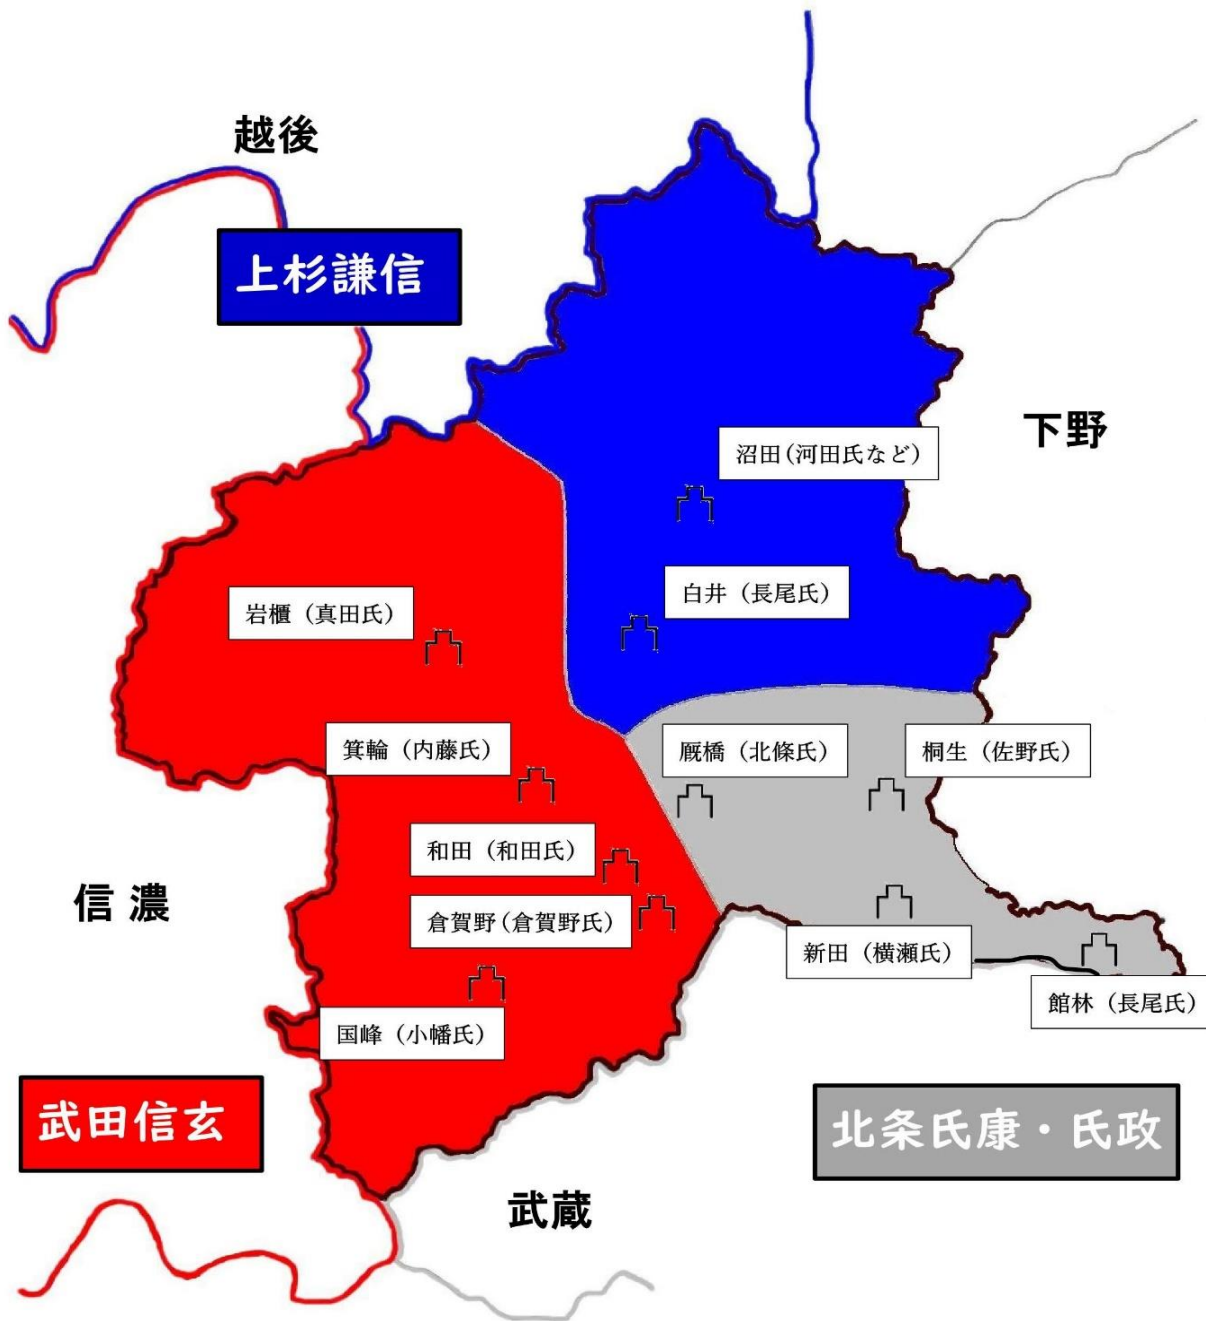 越後
上杉謙信
下野
沼田(河田氏など)
白井（長尾氏）
岩櫃（真田氏）
箕輪（内藤氏）
厩橋（北條氏）
桐生（佐野氏）
和田（和田氏）
信濃
倉賀野(倉賀野氏)
新田（横瀬氏）
館林（長尾氏）
国峰（小幡氏）
武田信玄
北条氏康・氏政
武蔵